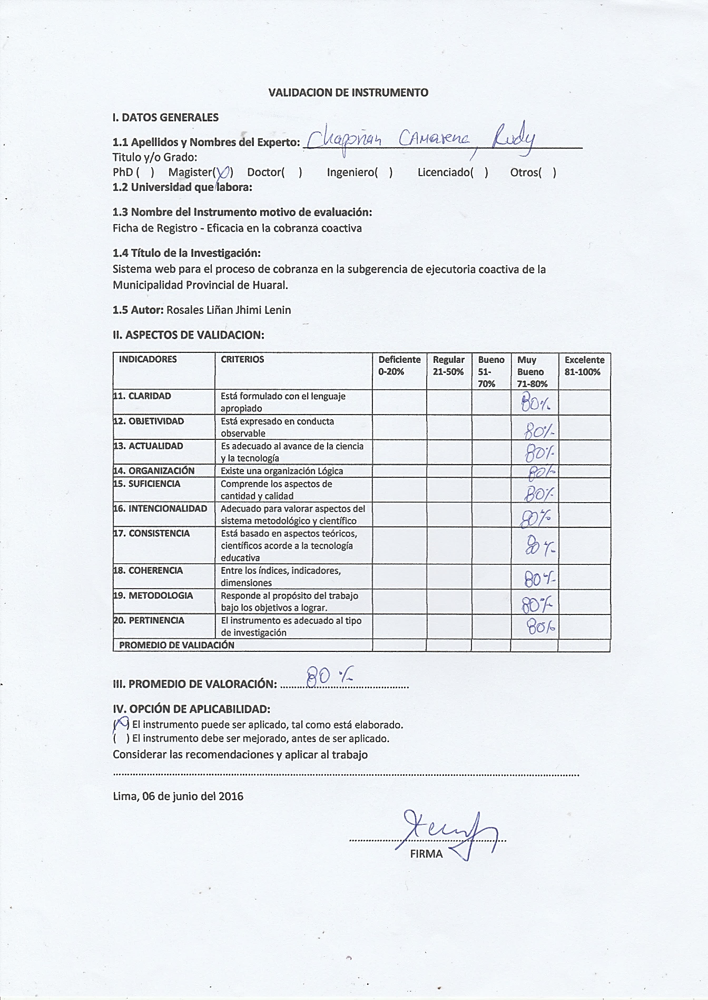 VALIDACION DE INSTRUMENTO
I. DATOS GENERALES
1.1 Apellidos y Nombres del Experto: Chapoñan CAMarena, Rudy
Titulo y/o Grado:
PhD ( ) Magister(X) Doctor( ) Ingeniero( ) Licenciado( ) Otros( )
1.2 Universidad que labora:
1.3 Nombre del Instrumento motivo de evaluación:
Ficha de Registro - Eficacia en la cobranza coactiva
1.4 Título de la Investigación:
Sistema web para el proceso de cobranza en la subgerencia de ejecutoria coactiva de la
Municipalidad Provincial de Huaral.
1.5 Autor: Rosales Liñan Jhimi Lenin
II. ASPECTOS DE VALIDACION:
INDICADORES CRITERIOS Deficiente 0-20% Regular 21-50% Bueno 51-70% Muy Bueno 71-80% Excelente 81-100%
11. CLARIDAD Está formulado con el lenguaje apropiado 80%
12. OBJETIVIDAD Está expresado en conducta observable 80%
13. ACTUALIDAD Es adecuado al avance de la ciencia y la tecnología 80%
14. ORGANIZACIÓN Existe una organización Lógica 80%
15. SUFICIENCIA Comprende los aspectos de cantidad y calidad 80%
16. INTENCIONALIDAD Adecuado para valorar aspectos del sistema metodológico y científico 80%
17. CONSISTENCIA Está basado en aspectos teóricos, científicos acorde a la tecnología educativa 80%
18. COHERENCIA Entre los índices, indicadores, dimensiones 80%
19. METODOLOGIA Responde al propósito del trabajo bajo los objetivos a lograr. 80%
20. PERTINENCIA El instrumento es adecuado al tipo de investigación 80%
PROMEDIO DE VALIDACIÓN
III. PROMEDIO DE VALORACIÓN: 80 %
IV. OPCIÓN DE APLICABILIDAD:
(X) El instrumento puede ser aplicado, tal como está elaborado.
( ) El instrumento debe ser mejorado, antes de ser aplicado.
Considerar las recomendaciones y aplicar al trabajo
Lima, 06 de junio del 2016
FIRMA